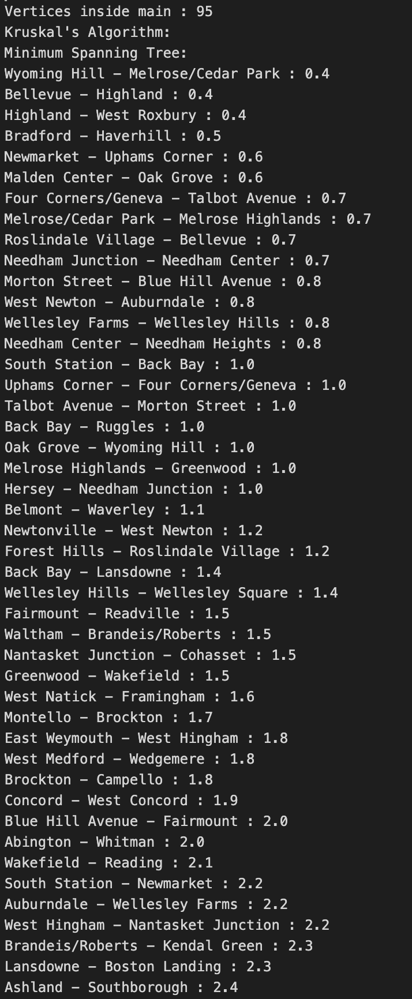 Vertices inside main : 95
Kruskal's Algorithm:
Minimum Spanning Tree:
Wyoming Hill – Melrose/Cedar Park : 0.4
Bellevue – Highland : 0.4
Highland – West Roxbury : 0.4
Bradford – Haverhill : 0.5
Newmarket – Uphams Corner : 0.6
Malden Center – Oak Grove : 0.6
Four Corners/Geneva – Talbot Avenue : 0.7
Melrose/Cedar Park – Melrose Highlands : 0.7
Roslindale Village – Bellevue : 0.7
Needham Junction – Needham Center : 0.7
Morton Street – Blue Hill Avenue : 0.8
West Newton – Auburndale : 0.8
Wellesley Farms – Wellesley Hills : 0.8
Needham Center – Needham Heights : 0.8
South Station – Back Bay : 1.0
Uphams Corner – Four Corners/Geneva : 1.0
Talbot Avenue – Morton Street : 1.0
Back Bay – Ruggles : 1.0
Oak Grove – Wyoming Hill : 1.0
Melrose Highlands – Greenwood : 1.0
Hersey – Needham Junction : 1.0
Belmont – Waverley : 1.1
Newtonville – West Newton : 1.2
Forest Hills – Roslindale Village : 1.2
Back Bay – Lansdowne : 1.4
Wellesley Hills – Wellesley Square : 1.4
Fairmount – Readville : 1.5
Waltham – Brandeis/Roberts : 1.5
Nantasket Junction – Cohasset : 1.5
Greenwood – Wakefield : 1.5
West Natick – Framingham : 1.6
Montello – Brockton : 1.7
East Weymouth – West Hingham : 1.8
West Medford – Wedgemere : 1.8
Brockton – Campello : 1.8
Concord – West Concord : 1.9
Blue Hill Avenue – Fairmount : 2.0
Abington – Whitman : 2.0
Wakefield – Reading : 2.1
South Station – Newmarket : 2.2
Auburndale – Wellesley Farms : 2.2
West Hingham – Nantasket Junction : 2.2
Brandeis/Roberts – Kendal Green : 2.3
Lansdowne – Boston Landing : 2.3
Ashland – Southborough : 2.4